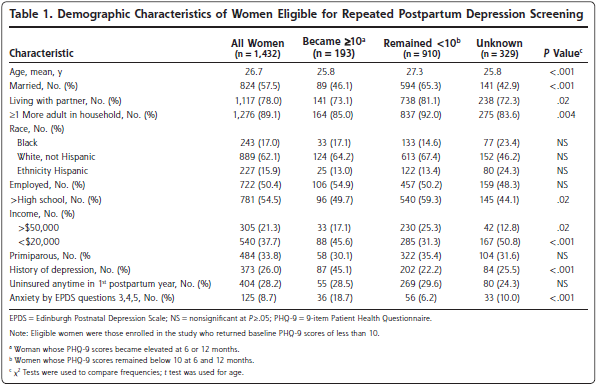 Table 1. Demographic Characteristics of Women Eligible for Repeated Postpartum Depression Screening
Characteristic All Women (n = 1,432) Became ≥10ᵃ (n = 193) Remained <10ᵇ (n = 910) Unknown (n = 329) P Valueᶜ
Age, mean, y 26.7 25.8 27.3 25.8 <.001
Married, No. (%) 824 (57.5) 89 (46.1) 594 (65.3) 141 (42.9) <.001
Living with partner, No. (%) 1,117 (78.0) 141 (73.1) 738 (81.1) 238 (72.3) .02
≥1 More adult in household, No. (%) 1,276 (89.1) 164 (85.0) 837 (92.0) 275 (83.6) .004
Race, No. (%)
Black 243 (17.0) 33 (17.1) 133 (14.6) 77 (23.4) NS
White, not Hispanic 889 (62.1) 124 (64.2) 613 (67.4) 152 (46.2) NS
Ethnicity Hispanic 227 (15.9) 25 (13.0) 122 (13.4) 80 (24.3) NS
Employed, No. (%) 722 (50.4) 106 (54.9) 457 (50.2) 159 (48.3) NS
>High school, No. (%) 781 (54.5) 96 (49.7) 540 (59.3) 145 (44.1) .02
Income, No. (%)
>$50,000 305 (21.3) 33 (17.1) 230 (25.3) 42 (12.8) .02
<$20,000 540 (37.7) 88 (45.6) 285 (31.3) 167 (50.8) <.001
Primiparous, No. (% 484 (33.8) 58 (30.1) 322 (35.4) 104 (31.6) NS
History of depression, No. (%) 373 (26.0) 87 (45.1) 202 (22.2) 84 (25.5) <.001
Uninsured anytime in 1ˢᵗ postpartum year, No. (%) 404 (28.2) 55 (28.5) 269 (29.6) 80 (24.3) NS
Anxiety by EPDS questions 3,4,5, No. (%) 125 (8.7) 36 (18.7) 56 (6.2) 33 (10.0) <.001
EPDS = Edinburgh Postnatal Depression Scale; NS = nonsignificant at P≥.05; PHQ-9 = 9-item Patient Health Questionnaire.
Note: Eligible women were those enrolled in the study who returned baseline PHQ-9 scores of less than 10.
ᵃ Woman whose PHQ-9 scores became elevated at 6 or 12 months.
ᵇ Women whose PHQ-9 scores remained below 10 at 6 and 12 months.
ᶜ χ² Tests were used to compare frequencies; t test was used for age.